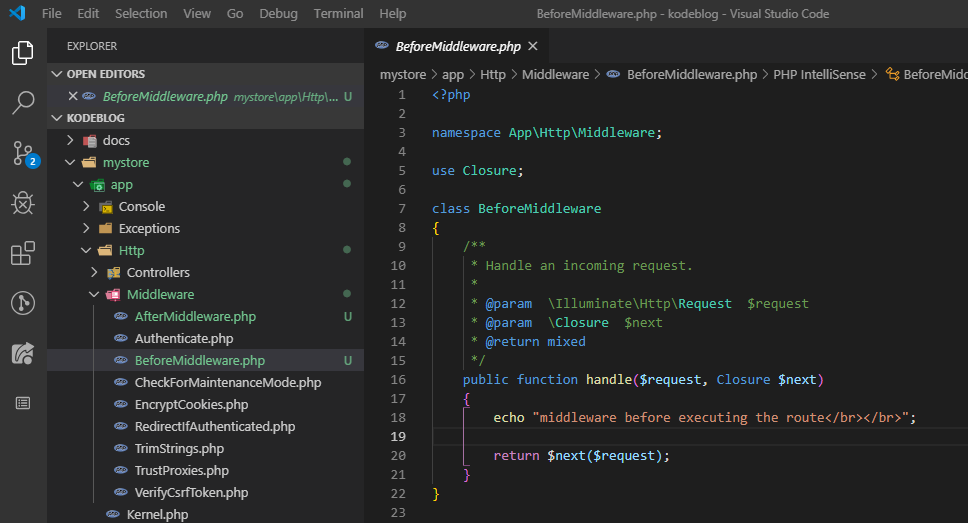 File Edit Selection View Go Debug Terminal Help BeforeMiddleware.php - kodeblog - Visual Studio Code
EXPLORER
OPEN EDITORS
BeforeMiddleware.php mystore\app\Http\... U
KODEBLOG
docs
mystore
app
Console
Exceptions
Http
Controllers
Middleware
AfterMiddleware.php U
Authenticate.php
BeforeMiddleware.php U
CheckForMaintenanceMode.php
EncryptCookies.php
RedirectIfAuthenticated.php
TrimStrings.php
TrustProxies.php
VerifyCsrfToken.php
Kernel.php
2
BeforeMiddleware.php
mystore > app > Http > Middleware > BeforeMiddleware.php > PHP IntelliSense > BeforeMidd
1 <?php
2
3 namespace App\Http\Middleware;
4
5 use Closure;
6
7 class BeforeMiddleware
8 {
9 /**
10 * Handle an incoming request.
11 *
12 * @param \Illuminate\Http\Request $request
13 * @param \Closure $next
14 * @return mixed
15 */
16 public function handle($request, Closure $next)
17 {
18 echo "middleware before executing the route</br></br>";
19
20 return $next($request);
21 }
22 }
23